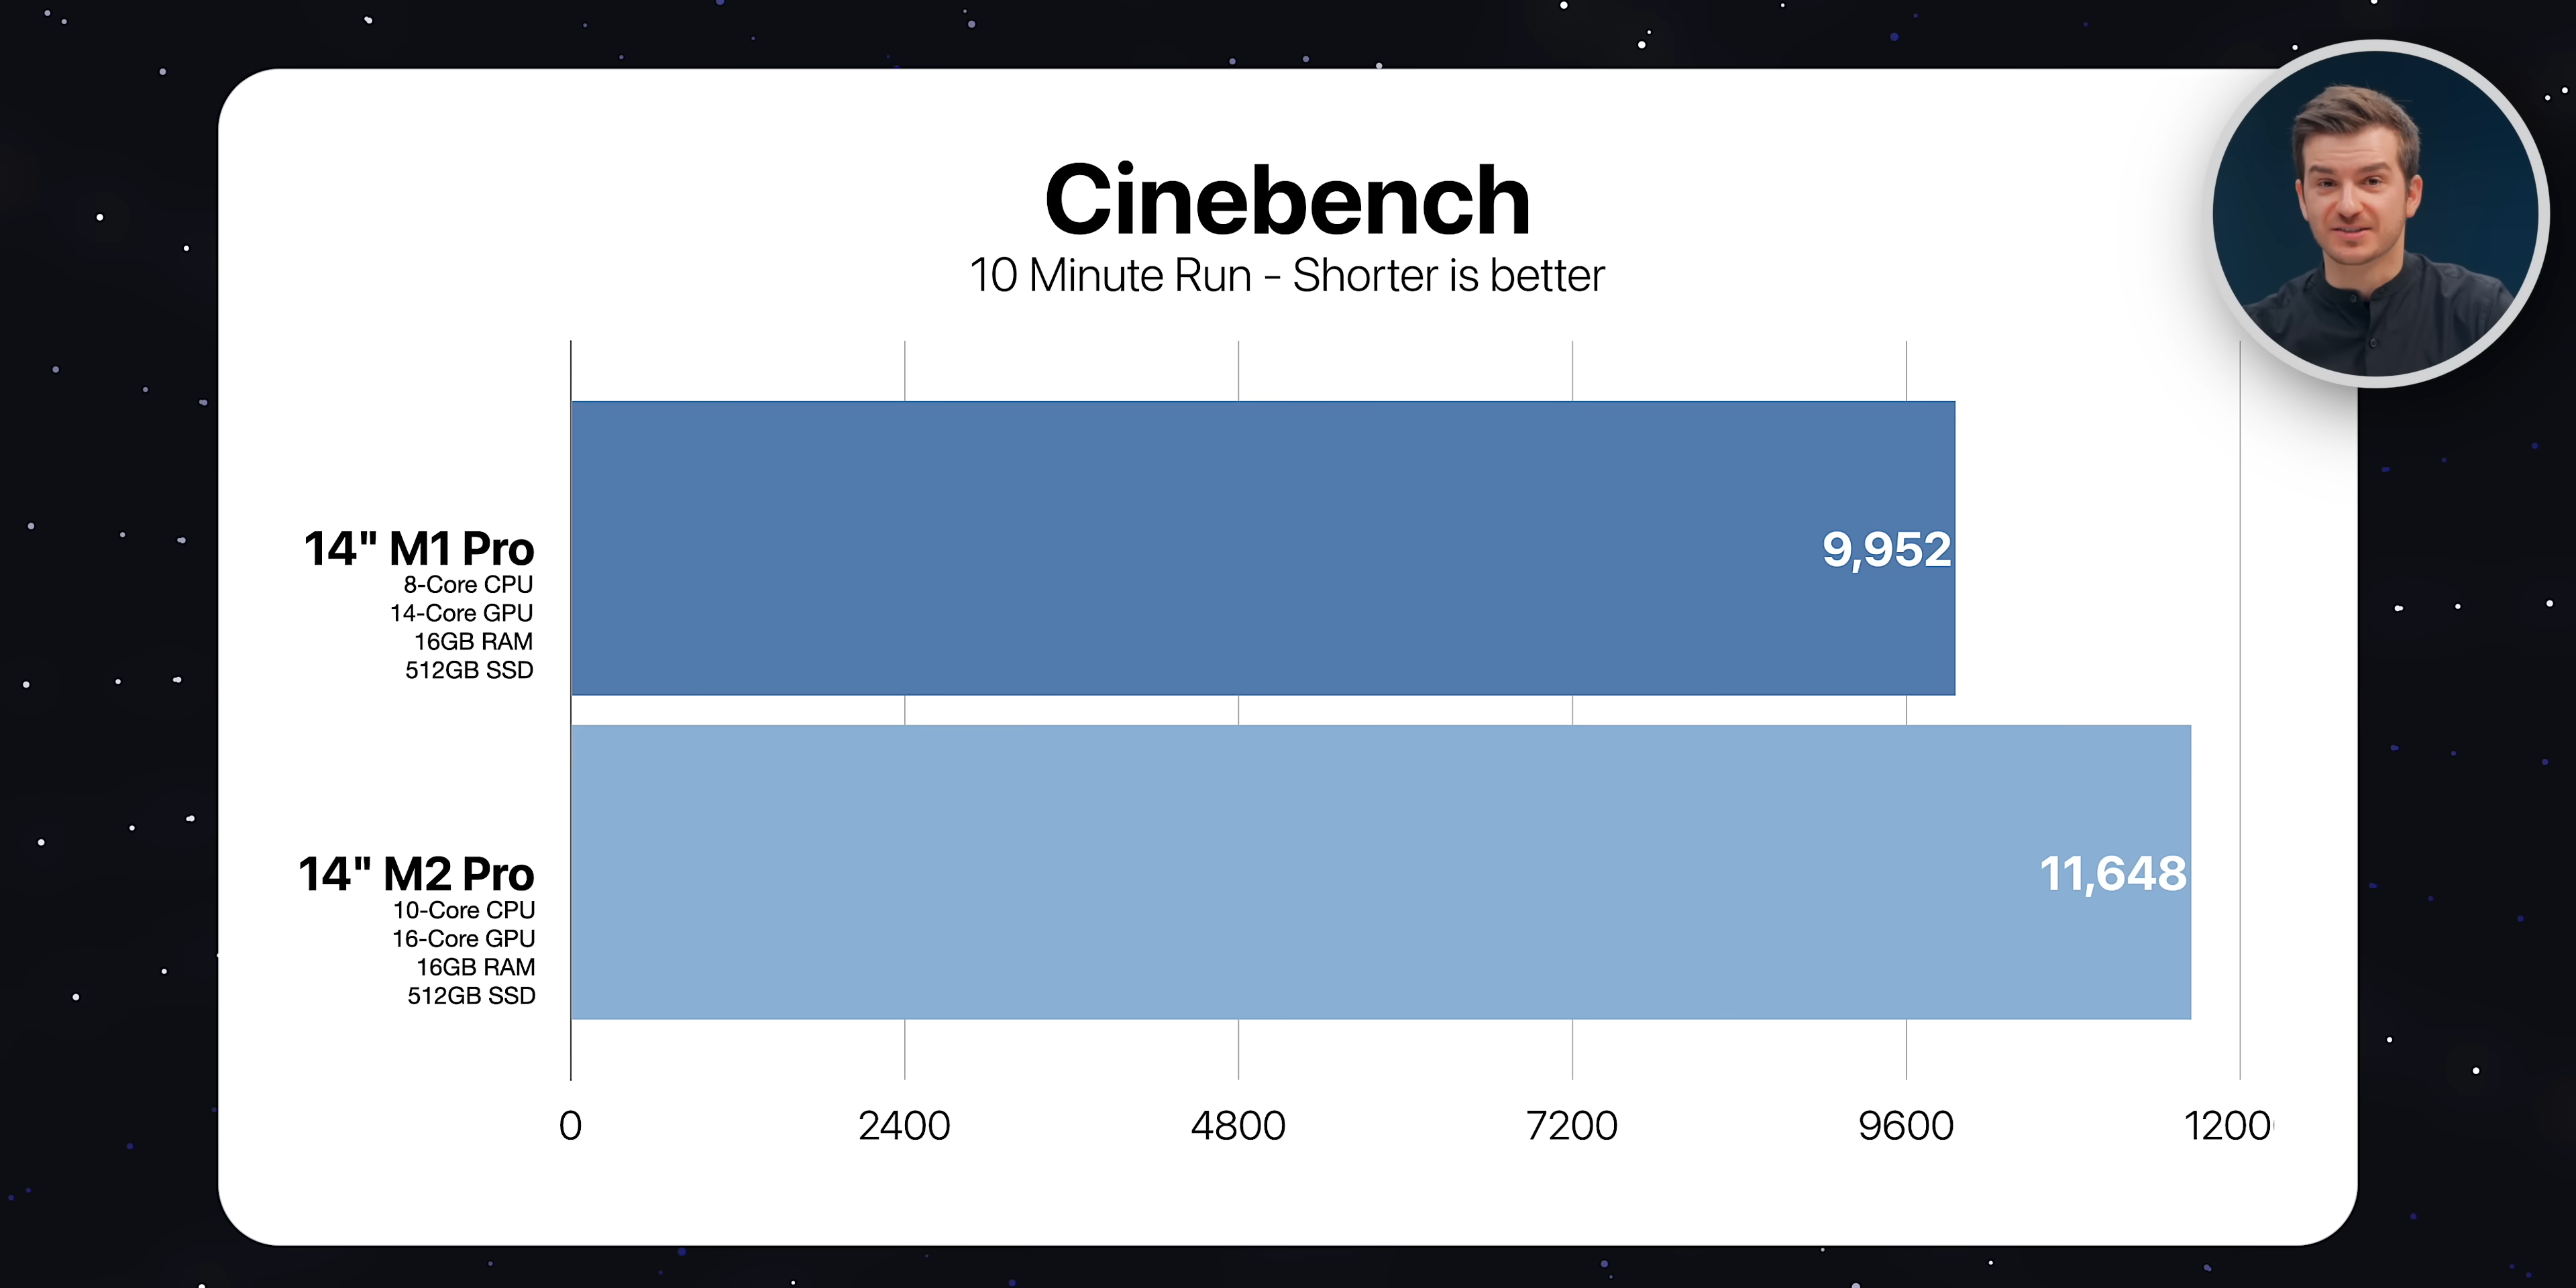 Cinebench
10 Minute Run - Shorter is better
14" M1 Pro
8-Core CPU
14-Core GPU
16GB RAM
512GB SSD
9,952
14" M2 Pro
10-Core CPU
16-Core GPU
16GB RAM
512GB SSD
11,648
0 2400 4800 7200 9600 1200